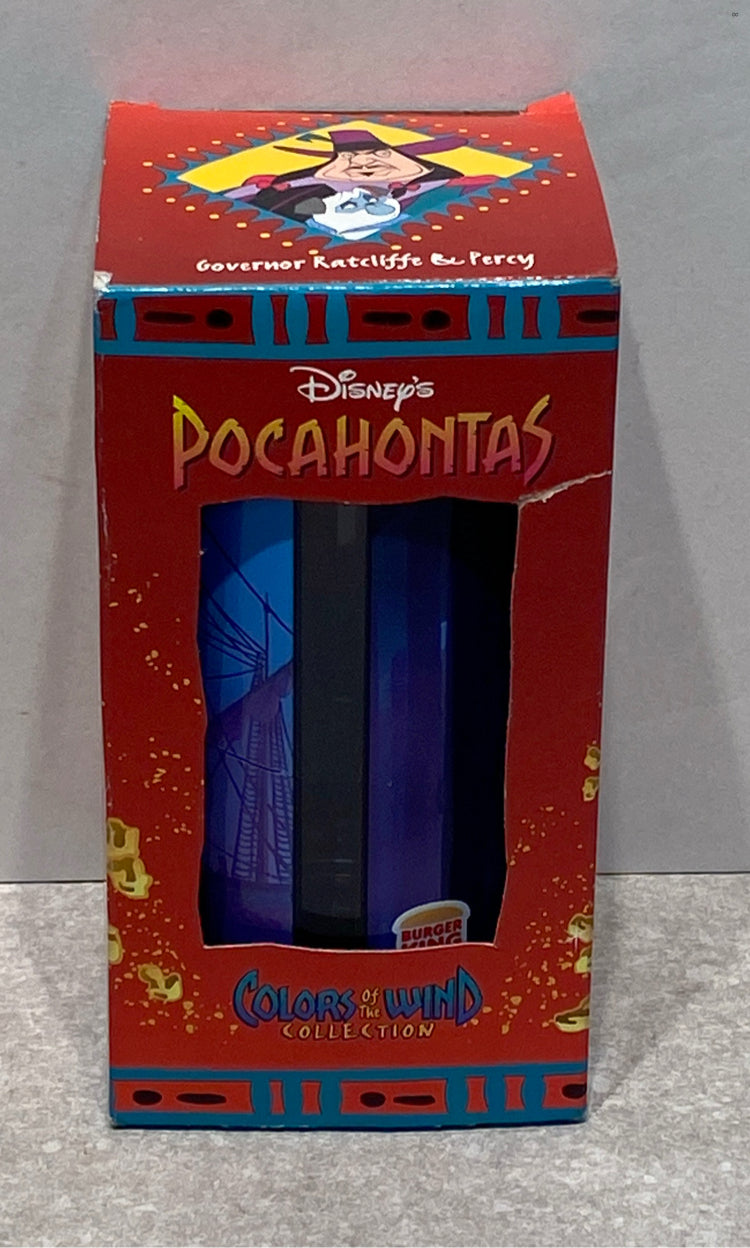 Governor Ratcliffe & Percy
DISNEY'S
POCAHONTAS
BURGER
KING
COLORS OF THE WIND
COLLECTION